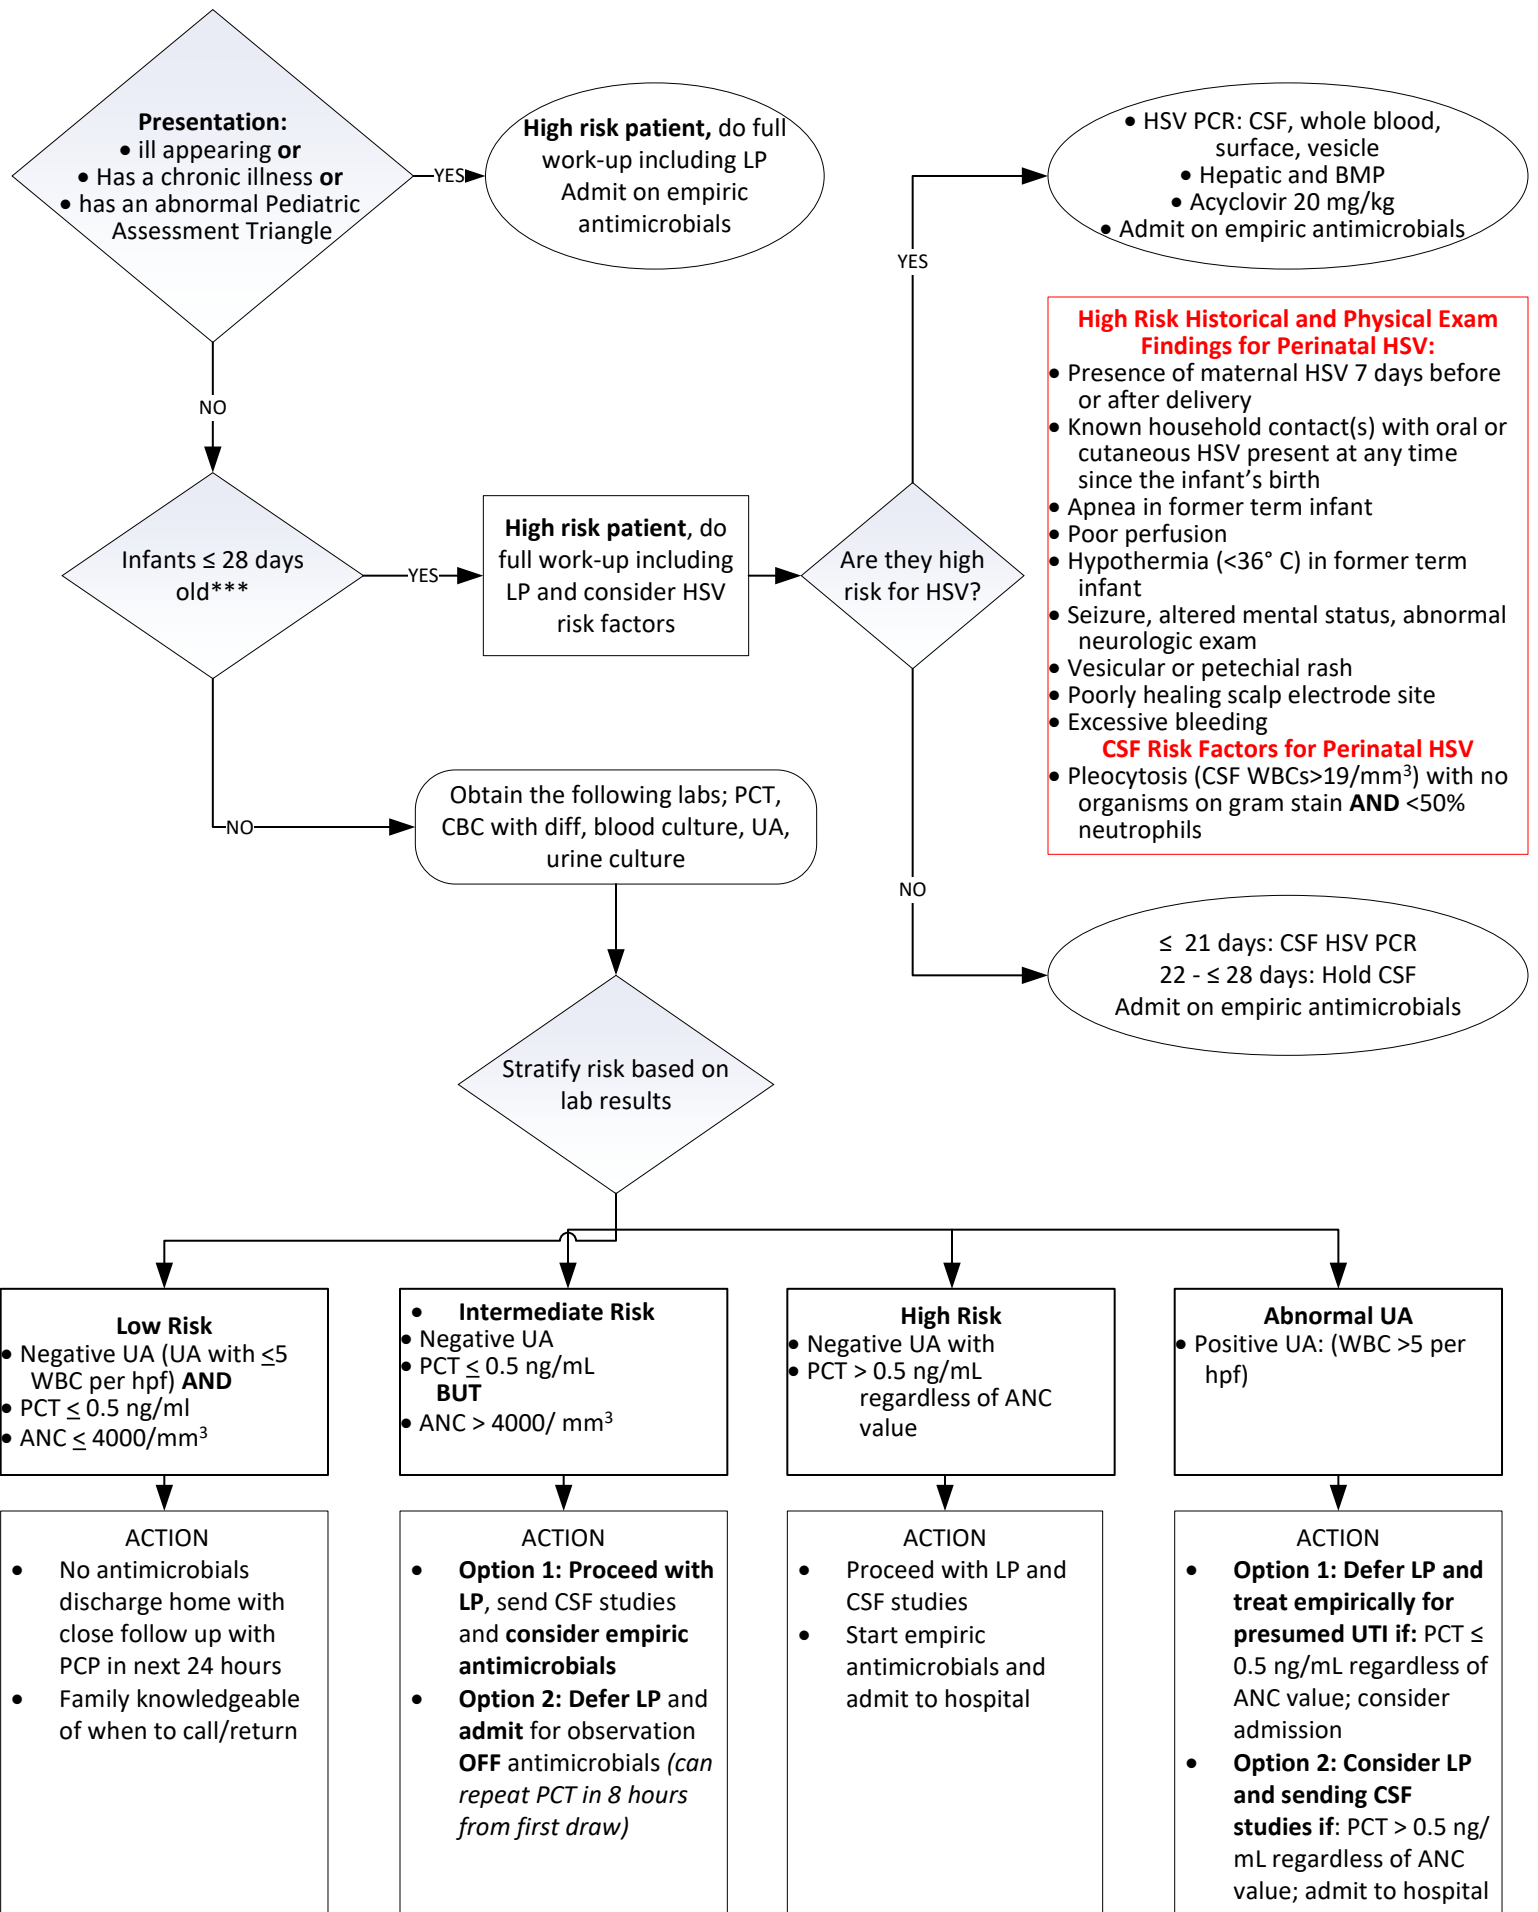 Presentation:
• ill appearing or
• Has a chronic illness or
• has an abnormal Pediatric
Assessment Triangle
YES
High risk patient, do full
work-up including LP
Admit on empiric
antimicrobials
NO
Infants ≤ 28 days
old***
YES
High risk patient, do
full work-up including
LP and consider HSV
risk factors
Are they high
risk for HSV?
YES
• HSV PCR: CSF, whole blood,
surface, vesicle
• Hepatic and BMP
• Acyclovir 20 mg/kg
• Admit on empiric antimicrobials
High Risk Historical and Physical Exam
Findings for Perinatal HSV:
• Presence of maternal HSV 7 days before
or after delivery
• Known household contact(s) with oral or
cutaneous HSV present at any time
since the infant’s birth
• Apnea in former term infant
• Poor perfusion
• Hypothermia (<36° C) in former term
infant
• Seizure, altered mental status, abnormal
neurologic exam
• Vesicular or petechial rash
• Poorly healing scalp electrode site
• Excessive bleeding
CSF Risk Factors for Perinatal HSV
• Pleocytosis (CSF WBCs>19/mm³) with no
organisms on gram stain AND <50%
neutrophils
NO
≤ 21 days: CSF HSV PCR
22 - ≤ 28 days: Hold CSF
Admit on empiric antimicrobials
NO
Obtain the following labs; PCT,
CBC with diff, blood culture, UA,
urine culture
Stratify risk based on
lab results
Low Risk
• Negative UA (UA with ≤5
WBC per hpf) AND
• PCT ≤ 0.5 ng/ml
• ANC ≤ 4000/mm³
• Intermediate Risk
• Negative UA
• PCT ≤ 0.5 ng/mL
BUT
• ANC > 4000/ mm³
High Risk
• Negative UA with
• PCT > 0.5 ng/mL
regardless of ANC
value
Abnormal UA
• Positive UA: (WBC >5 per
hpf)
ACTION
• No antimicrobials
discharge home with
close follow up with
PCP in next 24 hours
• Family knowledgeable
of when to call/return
ACTION
• Option 1: Proceed with
LP, send CSF studies
and consider empiric
antimicrobials
• Option 2: Defer LP and
admit for observation
OFF antimicrobials (can
repeat PCT in 8 hours
from first draw)
ACTION
• Proceed with LP and
CSF studies
• Start empiric
antimicrobials and
admit to hospital
ACTION
• Option 1: Defer LP and
treat empirically for
presumed UTI if: PCT ≤
0.5 ng/mL regardless of
ANC value; consider
admission
• Option 2: Consider LP
and sending CSF
studies if: PCT > 0.5 ng/
mL regardless of ANC
value; admit to hospital